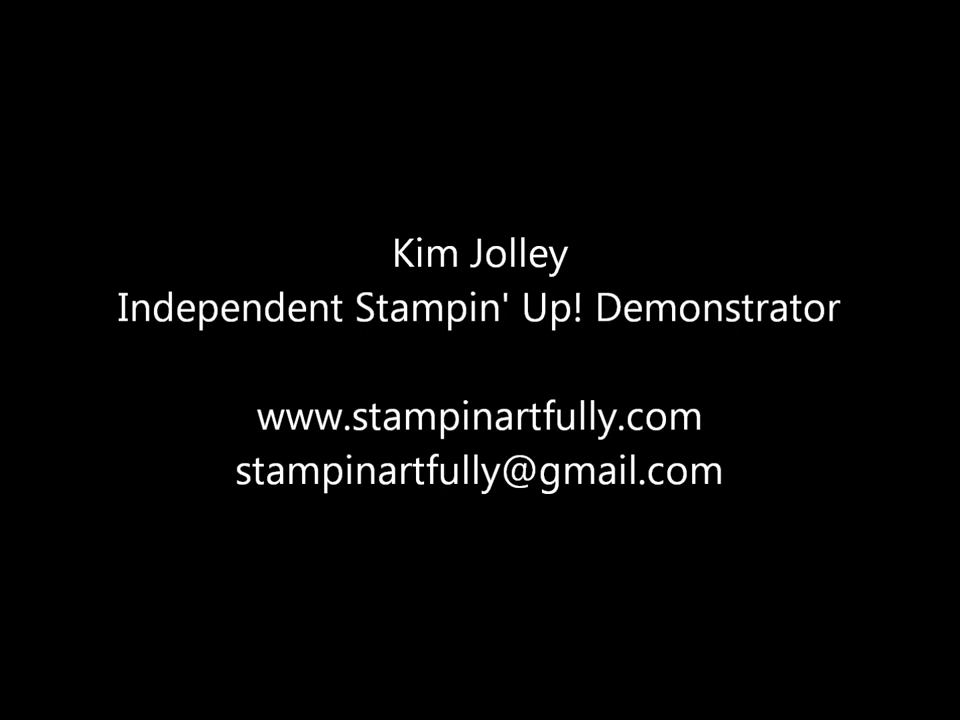 Kim Jolley
Independent Stampin' Up! Demonstrator
www.stampinartfully.com
stampinartfully@gmail.com